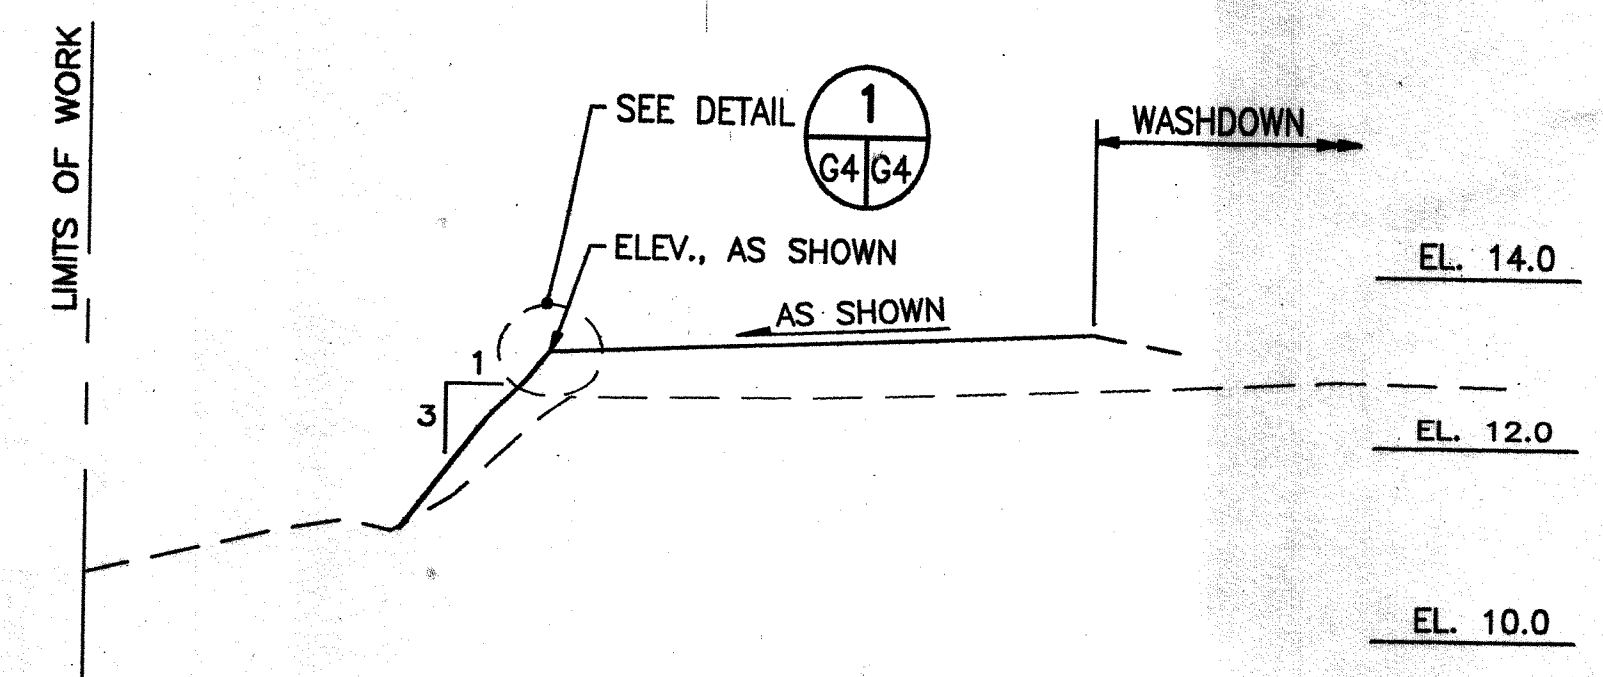 LIMITS OF WORK
SEE DETAIL
1
G4 G4
WASHDOWN
ELEV., AS SHOWN
EL. 14.0
AS SHOWN
1
3
EL. 12.0
EL. 10.0